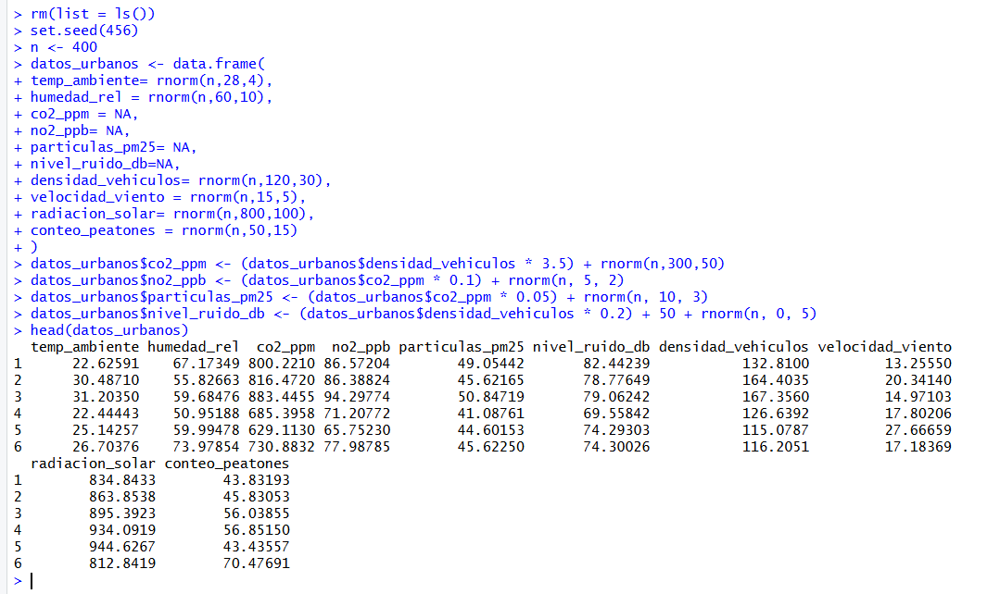 > rm(list = ls())
> set.seed(456)
> n <- 400
> datos_urbanos <- data.frame(
+ temp_ambiente= rnorm(n,28,4),
+ humedad_rel = rnorm(n,60,10),
+ co2_ppm = NA,
+ no2_ppb= NA,
+ particulas_pm25= NA,
+ nivel_ruido_db=NA,
+ densidad_vehiculos= rnorm(n,120,30),
+ velocidad_viento = rnorm(n,15,5),
+ radiacion_solar= rnorm(n,800,100),
+ conteo_peatones = rnorm(n,50,15)
+ )
> datos_urbanos$co2_ppm <- (datos_urbanos$densidad_vehiculos * 3.5) + rnorm(n,300,50)
> datos_urbanos$no2_ppb <- (datos_urbanos$co2_ppm * 0.1) + rnorm(n, 5, 2)
> datos_urbanos$particulas_pm25 <- (datos_urbanos$co2_ppm * 0.05) + rnorm(n, 10, 3)
> datos_urbanos$nivel_ruido_db <- (datos_urbanos$densidad_vehiculos * 0.2) + 50 + rnorm(n, 0, 5)
> head(datos_urbanos)
  temp_ambiente humedad_rel  co2_ppm  no2_ppb particulas_pm25 nivel_ruido_db densidad_vehiculos velocidad_viento
1      22.62591    67.17349 800.2210 86.57204        49.05442       82.44239           132.8100         13.25550
2      30.48710    55.82663 816.4720 86.38824        45.62165       78.77649           164.4035         20.34140
3      31.20350    59.68476 883.4455 94.29774        50.84719       79.06242           167.3560         14.97103
4      22.44443    50.95188 685.3958 71.20772        41.08761       69.55842           126.6392         17.80206
5      25.14257    59.99478 629.1130 65.75230        44.60153       74.29303           115.0787         27.66659
6      26.70376    73.97854 730.8832 77.98785        45.62250       74.30026           116.2051         17.18369
  radiacion_solar conteo_peatones
1        834.8433        43.83193
2        863.8538        45.83053
3        895.3923        56.03855
4        934.0919        56.85150
5        944.6267        43.43557
6        812.8419        70.47691
>